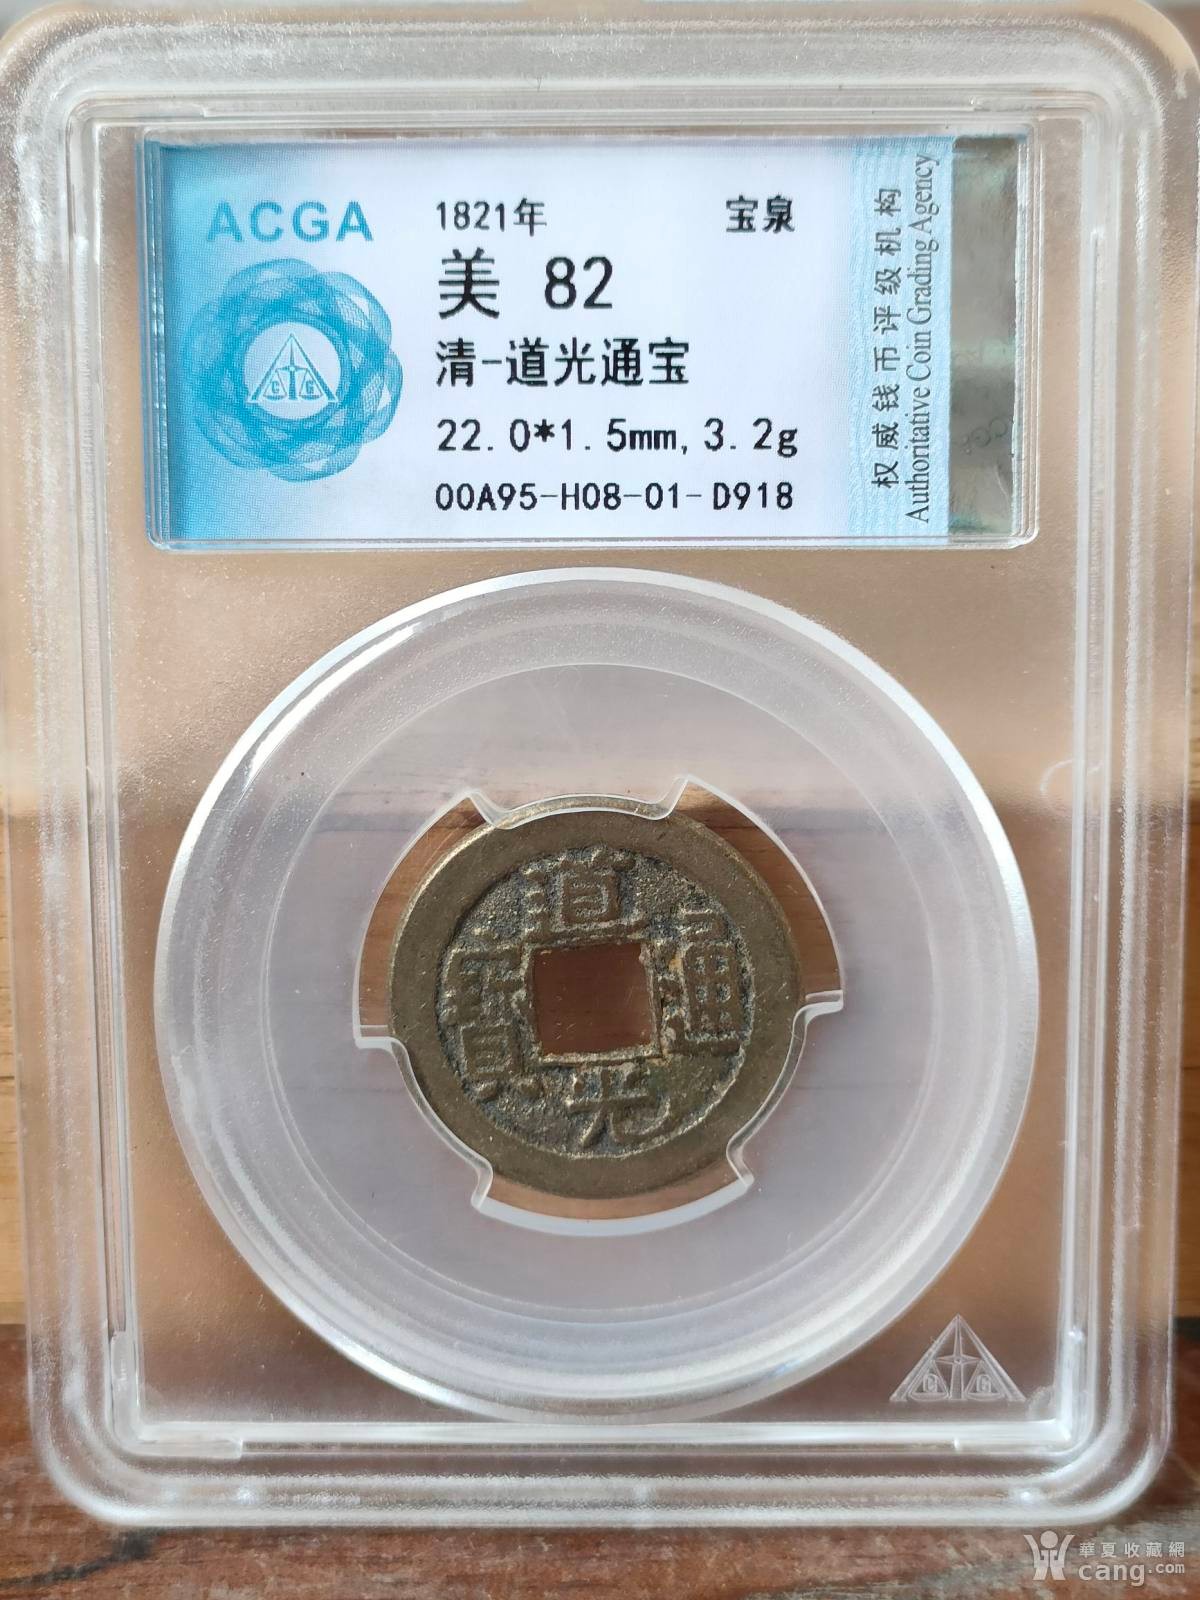 ACGA
1821年 宝泉
美 82
清-道光通宝
22.0*1.5mm,3.2g
00A95-H08-01-D918
权威钱币评级机构
Authoritative Coin Grading Agency
C G
道光通寳
C G
華夏收藏網
cang.com